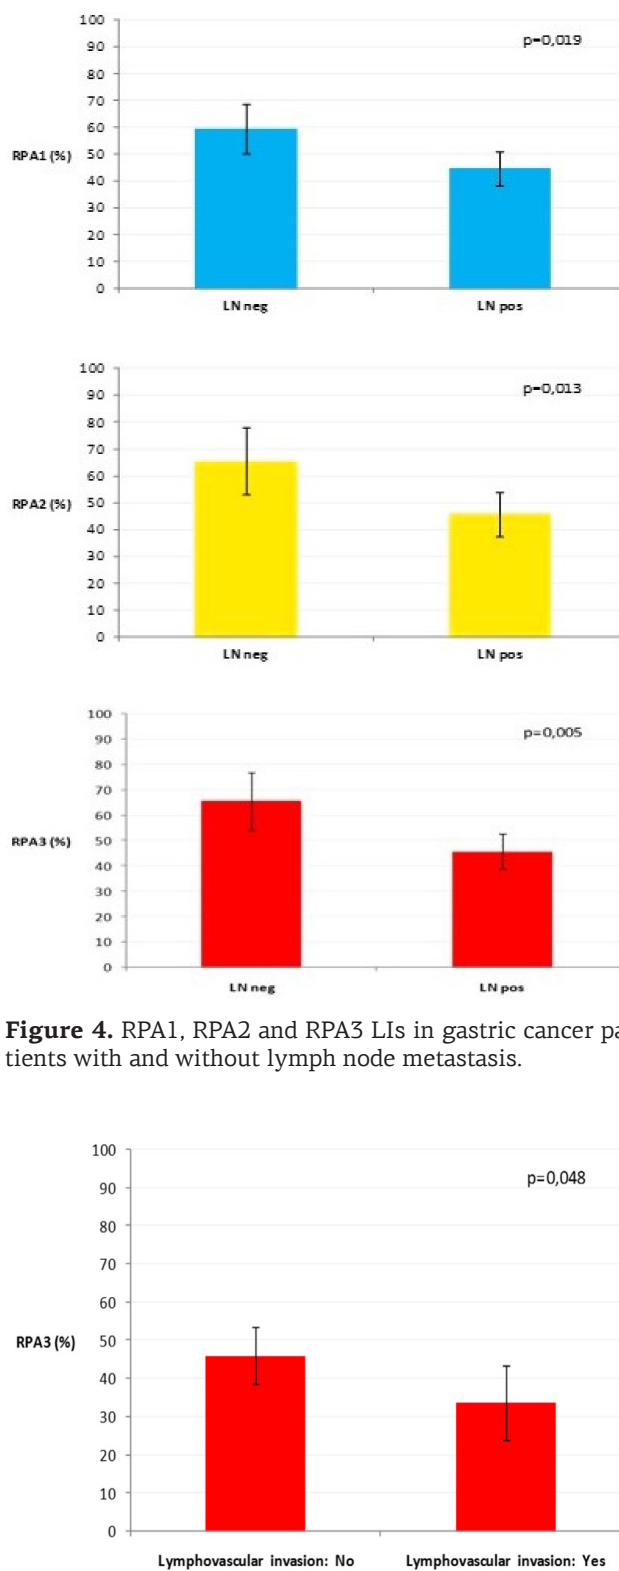 100
90
80
70
60
50
40
30
20
10
0
RPA1 (%)
p=0,019
LN neg
LN pos
100
90
80
70
60
50
40
30
20
10
0
RPA2 (%)
p=0,013
LN neg
LN pos
100
90
80
70
60
50
40
30
20
10
0
RPA3 (%)
p=0,005
LN neg
LN pos
Figure 4. RPA1, RPA2 and RPA3 LIs in gastric cancer pa
tients with and without lymph node metastasis.
100
90
80
70
60
50
40
30
20
10
0
RPA3 (%)
p=0,048
Lymphovascular invasion: No
Lymphovascular invasion: Yes